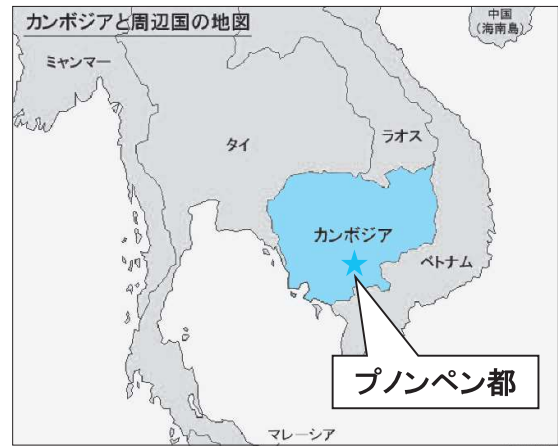 カンボジアと周辺国の地図
中国
(海南島)
ミャンマー
タイ
ラオス
カンボジア
ベトナム
プノンペン都
マレーシア